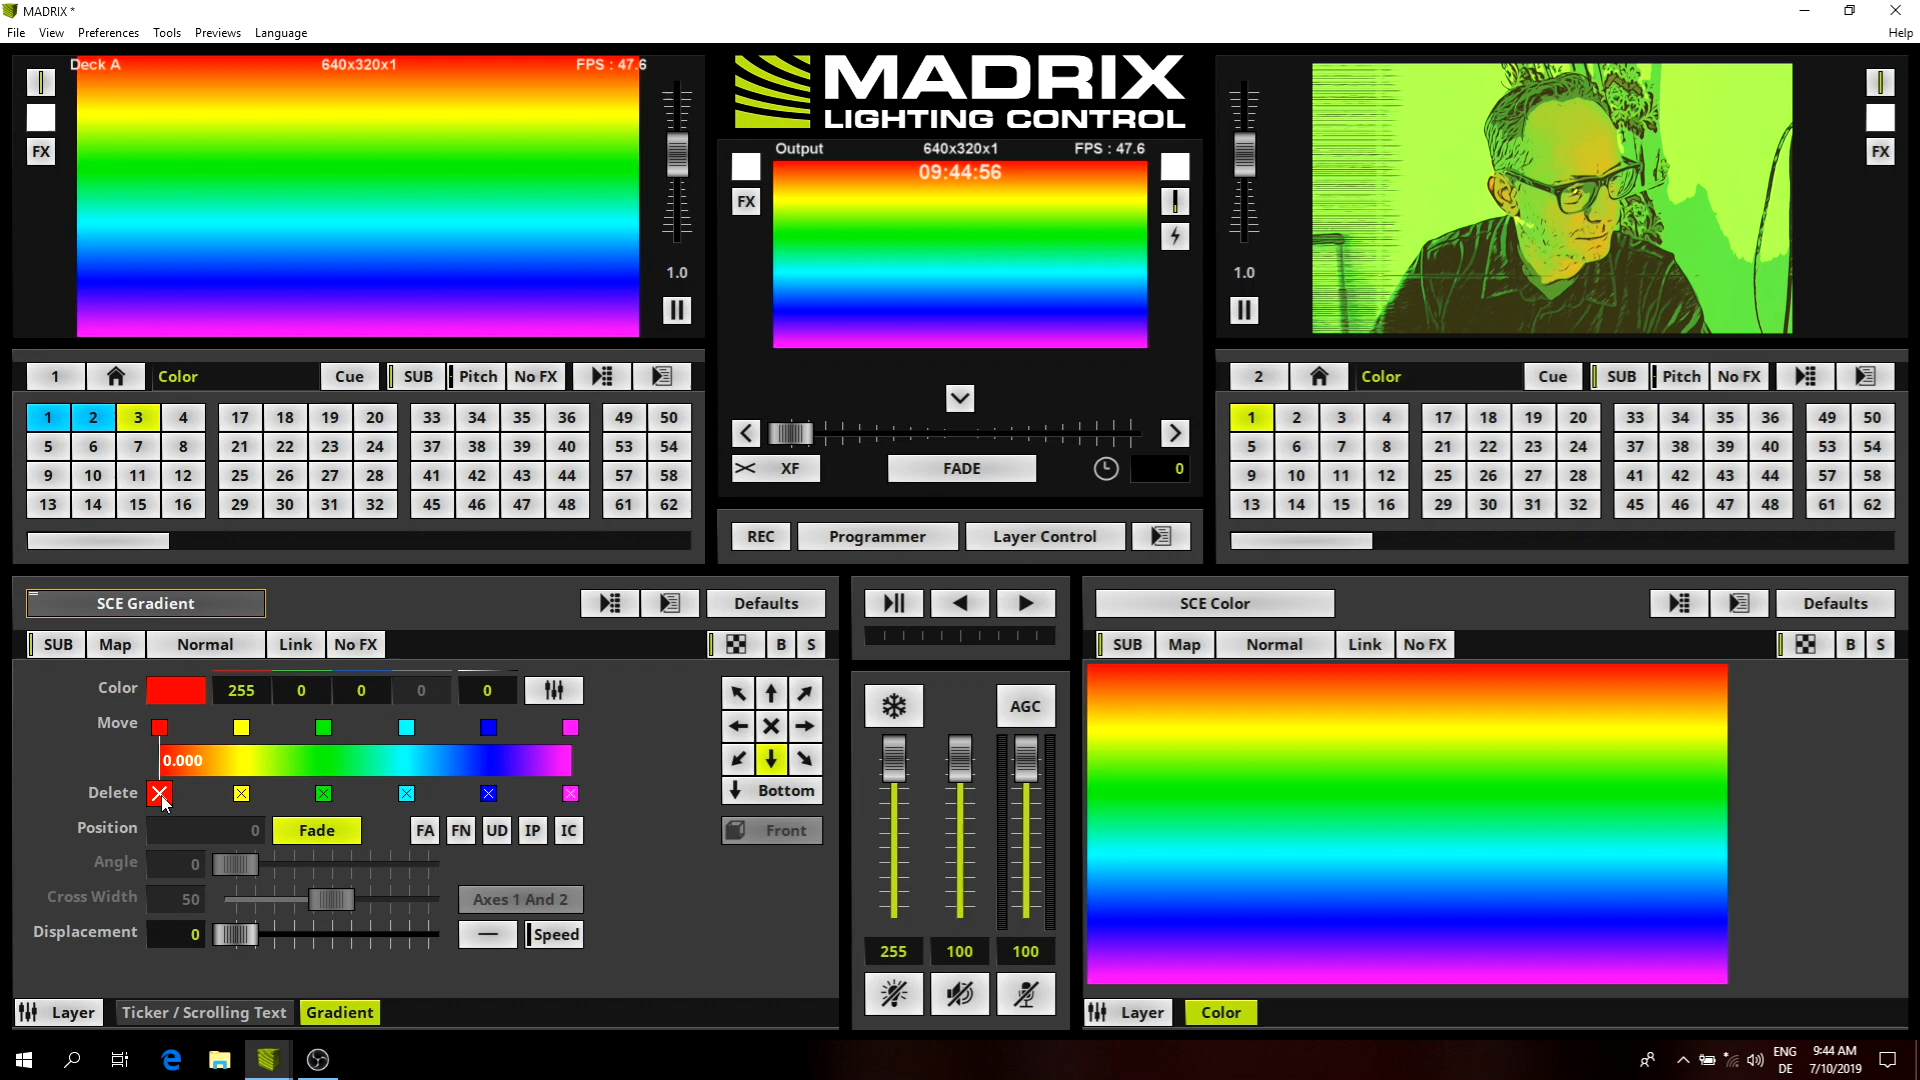 MADRIX *
File View Preferences Tools Previews Language Help
Deck A 640x320x1 FPS : 47.6
MADRIX
LIGHTING CONTROL
Output 640x320x1 FPS : 47.6
09:44:56
FX
FX
FX
1.0
1.0
1 Color Cue SUB Pitch No FX
1 2 3 4 17 18 19 20 33 34 35 36 49 50
5 6 7 8 21 22 23 24 37 38 39 40 53 54
9 10 11 12 25 26 27 28 41 42 43 44 57 58
13 14 15 16 29 30 31 32 45 46 47 48 61 62
XF FADE 0
REC Programmer Layer Control
2 Color Cue SUB Pitch No FX
1 2 3 4 17 18 19 20 33 34 35 36 49 50
5 6 7 8 21 22 23 24 37 38 39 40 53 54
9 10 11 12 25 26 27 28 41 42 43 44 57 58
13 14 15 16 29 30 31 32 45 46 47 48 61 62
SCE Gradient Defaults
SUB Map Normal Link No FX B S
Color 255 0 0 0 0
Move
0.000
Delete
Bottom
Position 0 Fade FA FN UD IP IC
Front
Angle 0
Cross Width 50 Axes 1 And 2
Displacement 0 Speed
Layer Ticker / Scrolling Text Gradient
AGC
255 100 100
SCE Color Defaults
SUB Map Normal Link No FX B S
Layer Color
ENG
DE
9:44 AM
7/10/2019